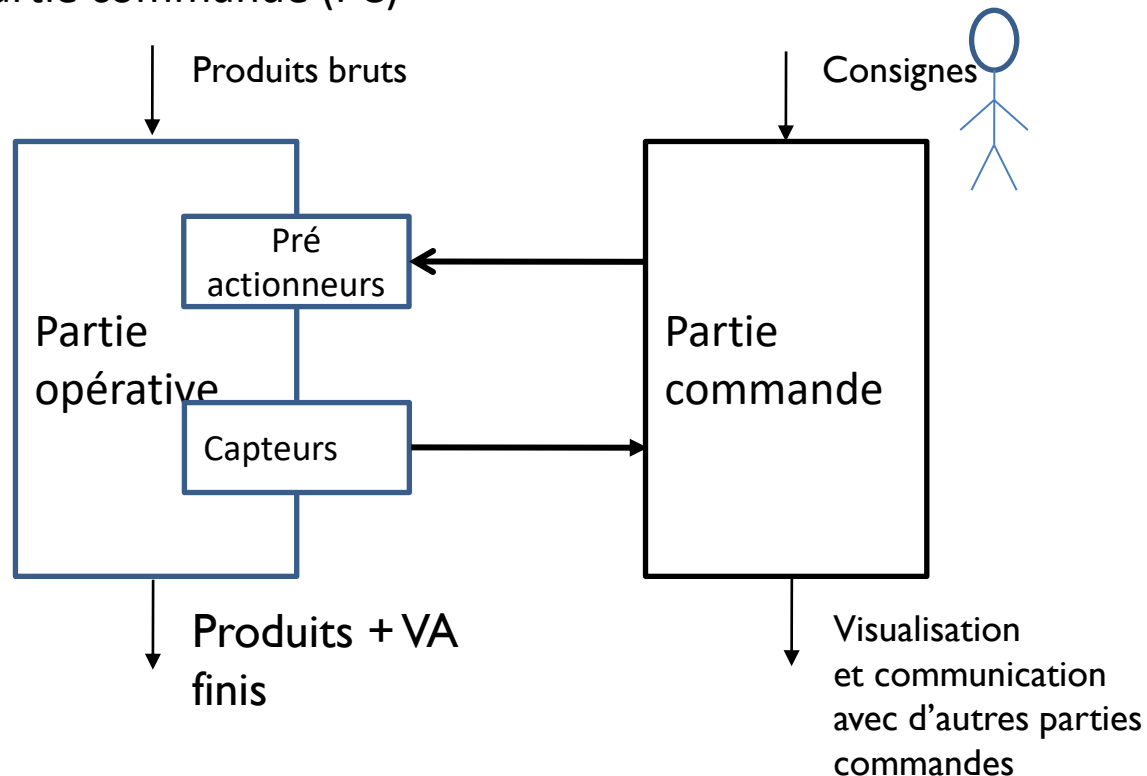 Produits bruts
Consignes
Pré
actionneurs
Partie
opérative
Partie
commande
Capteurs
Produits + VA
finis
Visualisation
et communication
avec d'autres parties
commandes